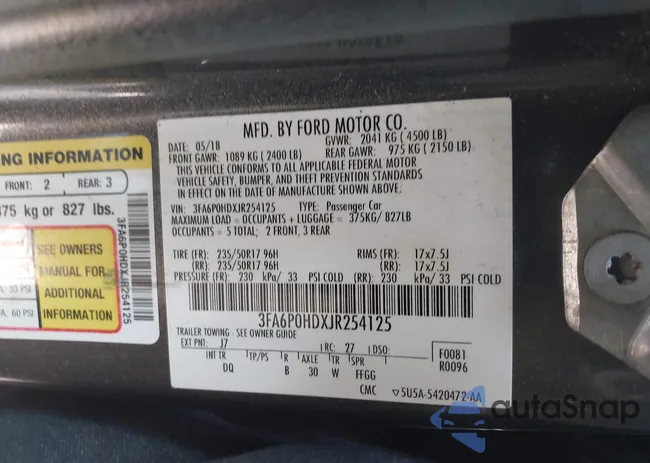 NG INFORMATION
FRONT: 2 REAR: 3
375 kg or 827 lbs.
SEE OWNERS
MANUAL FOR
ADDITIONAL
INFORMATION
A, 33 PSI
A, 60 PSI
3FA6P0HDXJR254125
MFD. BY FORD MOTOR CO.
DATE: 05/18 GVWR: 2041 KG ( 4500 LB)
FRONT GAWR: 1089 KG ( 2400 LB) REAR GAWR: 975 KG ( 2150 LB)
THIS VEHICLE CONFORMS TO ALL APPLICABLE FEDERAL MOTOR
VEHICLE SAFETY, BUMPER, AND THEFT PREVENTION STANDARDS
IN EFFECT ON THE DATE OF MANUFACTURE SHOWN ABOVE.
VIN: 3FA6P0HDXJR254125 TYPE: Passenger Car
MAXIMUM LOAD = OCCUPANTS + LUGGAGE = 375KG/ 827LB
OCCUPANTS = 5 TOTAL; 2 FRONT, 3 REAR
TIRE (FR): 235/50R17 96H RIMS (FR): 17x7.5J
(RR): 235/50R17 96H (RR): 17x7.5J
PRESSURE (FR): 230 kPa/ 33 PSI COLD (RR): 230 kPa/ 33 PSI COLD
3FA6P0HDXJR254125
TRAILER TOWING - SEE OWNER GUIDE
EXT PNT: J7 RC: 27 DSO: F0081
INT TR TP/PS R AXLE TR SPR R0096
DQ B 30 W FFGG
CMC ▽5U5A-5420472-AA
autoSnap